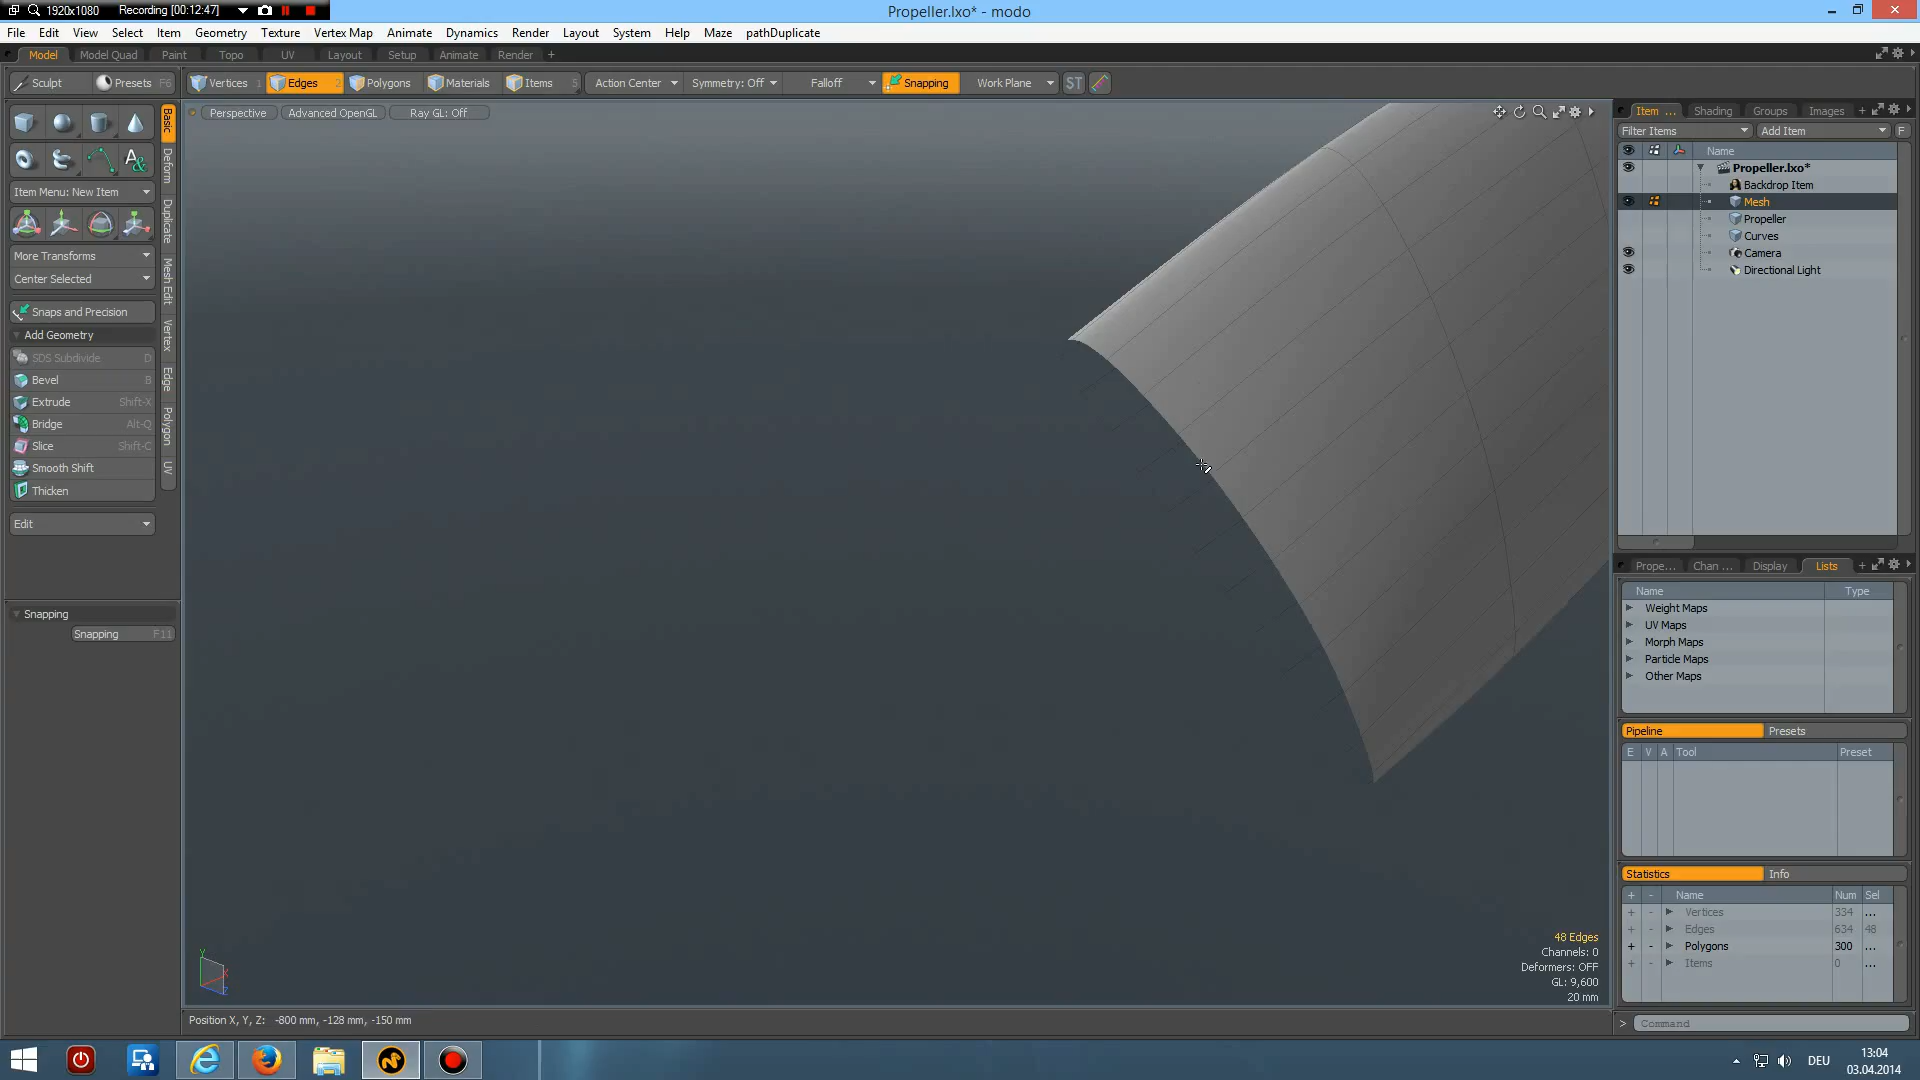 1920x1080 Recording [00:12:47]
Propeller.lxo* - modo
File Edit View Select Item Geometry Texture Vertex Map Animate Dynamics Render Layout System Help Maze pathDuplicate
Model Model Quad Paint Topo UV Layout Setup Animate Render +
Sculpt Presets F6 Vertices 1 Edges 2 Polygons Materials Items 5 Action Center Symmetry: Off Falloff Snapping Work Plane ST
Perspective Advanced OpenGL Ray GL: Off
Item ... Shading Groups Images +
Filter Items Add Item F
Name
Propeller.lxo*
Backdrop Item
Mesh
Propeller
Curves
Camera
Directional Light
Basic
Deform
Duplicate
Mesh Edit
Vertex
Edge
Polygon
UV
Item Menu: New Item
More Transforms
Center Selected
Snaps and Precision
Add Geometry
SDS Subdivide D
Bevel B
Extrude Shift-X
Bridge Alt-Q
Slice Shift-C
Smooth Shift
Thicken
Edit
Snapping
Snapping F11
Prope... Chan ... Display Lists +
Name Type
Weight Maps
UV Maps
Morph Maps
Particle Maps
Other Maps
Pipeline Presets
E V A Tool Preset
Statistics Info
+ - Name Num Sel
+ - Vertices 334 ...
+ - Edges 634 48
+ - Polygons 300 ...
+ - Items 0 ...
48 Edges
Channels: 0
Deformers: OFF
GL: 9,600
20 mm
Y
X
Z
Position X, Y, Z: -800 mm, -128 mm, -150 mm
> Command
DEU
13:04
03.04.2014